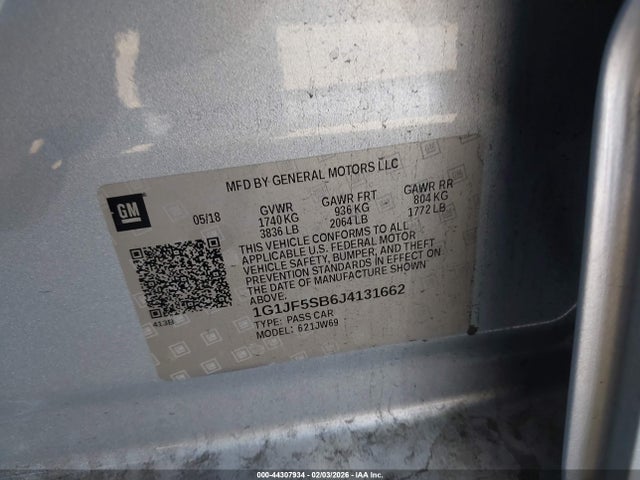 MFD BY GENERAL MOTORS LLC
GM
05/18
GVWR GAWR FRT GAWR RR
1740 KG 936 KG 804 KG
3836 LB 2064 LB 1772 LB
THIS VEHICLE CONFORMS TO ALL
APPLICABLE U.S. FEDERAL MOTOR
VEHICLE SAFETY, BUMPER, AND THEFT
PREVENTION STANDARDS IN EFFECT ON
THE DATE OF MANUFACTURE SHOWN
ABOVE.
413B
1G1JF5SB6J4131662
TYPE: PASS CAR
MODEL: 621JW69
000-44307934 - 02/03/2026 - IAA Inc.